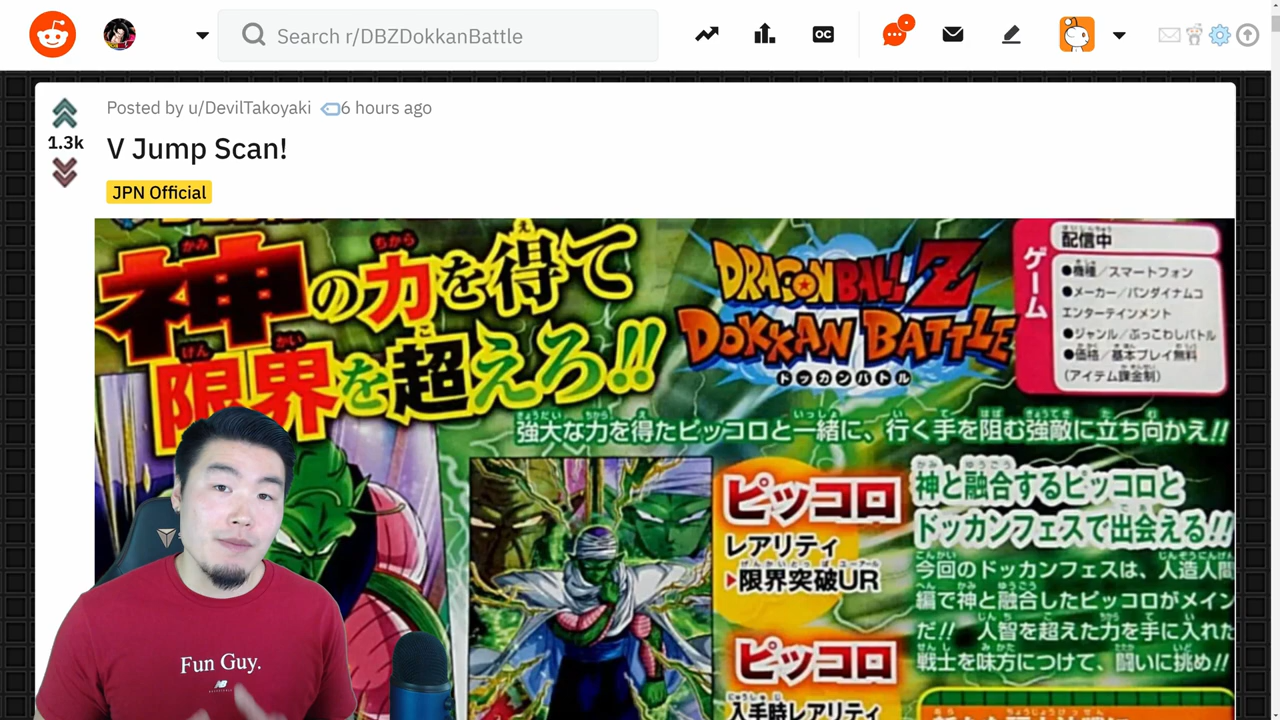 Search r/DBZDokkanBattle
OC
Posted by u/DevilTakoyaki 6 hours ago
1.3k
V Jump Scan!
JPN Official
神の力を得て
限界を超えろ!!
DRAGON BALL Z
DOKKAN BATTLE
ドッカンバトル
ゲーム
配信中
●機種/スマートフォン
●メーカー/バンダイナムコ
エンターテインメント
●ジャンル/ぶっこわしバトル
●価格/基本プレイ無料
(アイテム課金制)
強大な力を得たピッコロと一緒に、行く手を阻む強敵に立ち向かえ!!
ピッコロ
レアリティ
▶限界突破UR
ピッコロ
入手時レアリティ
神と融合するピッコロと
ドッカンフェスで出会える!!
今回のドッカンフェスは、人造人間
編で神と融合したピッコロがメイン
だ!! 人智を超えた力を手に入れた
戦士を味方につけて、闘いに挑め!!
Fun Guy.